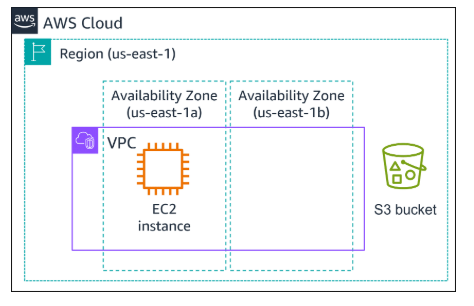 aws
AWS Cloud
Region (us-east-1)
Availability Zone
(us-east-1a)
Availability Zone
(us-east-1b)
VPC
EC2
instance
S3 bucket